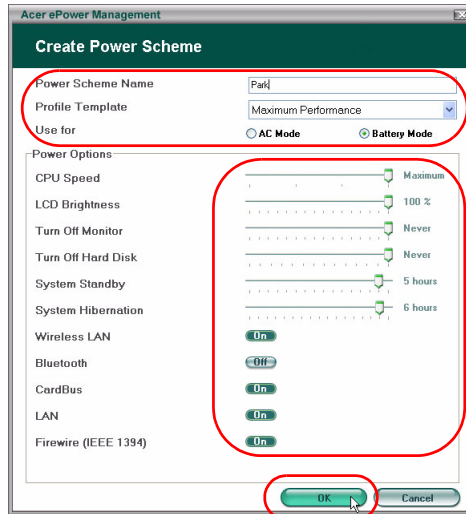 Acer ePower Management
Create Power Scheme
Power Scheme Name Park
Profile Template Maximum Performance
Use for AC Mode Battery Mode
Power Options
CPU Speed Maximum
LCD Brightness 100 %
Turn Off Monitor Never
Turn Off Hard Disk Never
System Standby 5 hours
System Hibernation 6 hours
Wireless LAN On
Bluetooth Off
CardBus On
LAN On
Firewire (IEEE 1394) On
OK Cancel